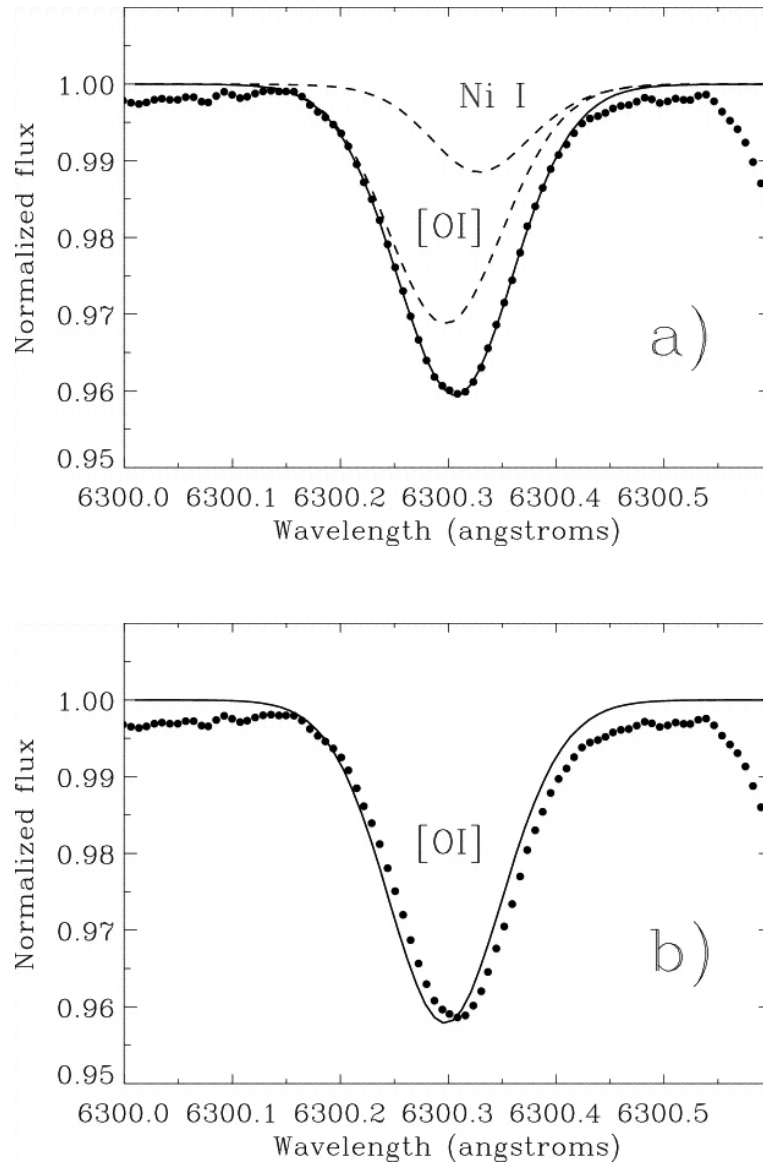 1.00
0.99
0.98
0.97
0.96
0.95
Normalized flux
Ni I
[OI]
a)
6300.0 6300.1 6300.2 6300.3 6300.4 6300.5
Wavelength (angstroms)
1.00
0.99
0.98
0.97
0.96
0.95
Normalized flux
[OI]
b)
6300.0 6300.1 6300.2 6300.3 6300.4 6300.5
Wavelength (angstroms)